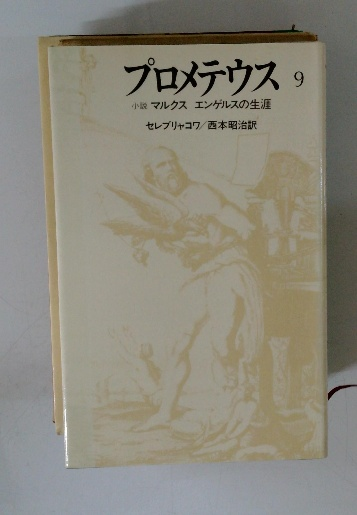 プロメテウス 9
小説 マルクス エンゲルスの生涯
セレブリャコワ/西本昭治訳